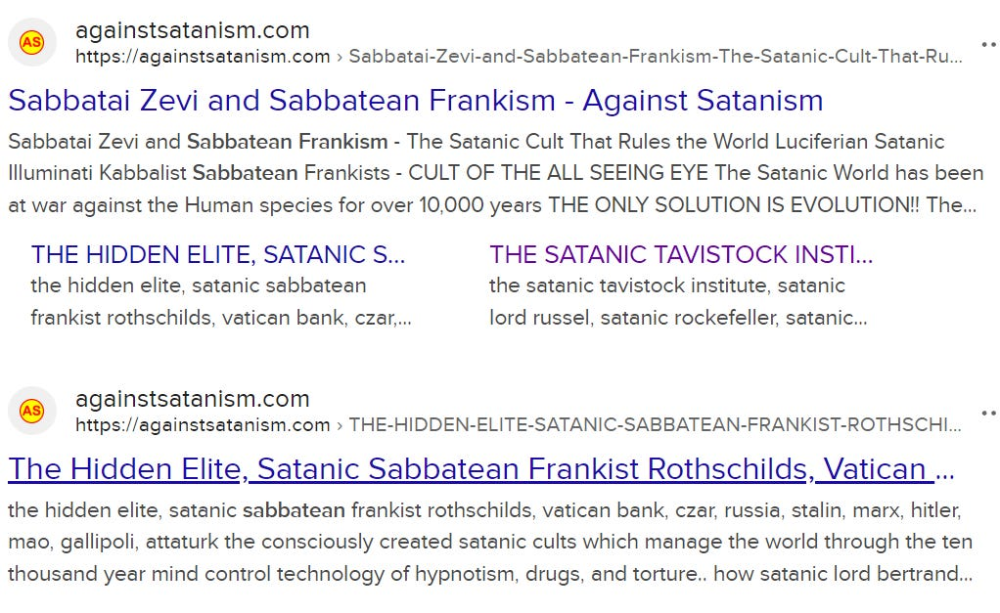 AS
againstsatanism.com
https://againstsatanism.com › Sabbatai-Zevi-and-Sabbatean-Frankism-The-Satanic-Cult-That-Ru...
Sabbatai Zevi and Sabbatean Frankism - Against Satanism
Sabbatai Zevi and Sabbatean Frankism - The Satanic Cult That Rules the World Luciferian Satanic
Illuminati Kabbalist Sabbatean Frankists - CULT OF THE ALL SEEING EYE The Satanic World has been
at war against the Human species for over 10,000 years THE ONLY SOLUTION IS EVOLUTION!! The...
THE HIDDEN ELITE, SATANIC S...
the hidden elite, satanic sabbatean
frankist rothschilds, vatican bank, czar,...
THE SATANIC TAVISTOCK INSTI...
the satanic tavistock institute, satanic
lord russel, satanic rockefeller, satanic...
AS
againstsatanism.com
https://againstsatanism.com › THE-HIDDEN-ELITE-SATANIC-SABBATEAN-FRANKIST-ROTHSCHI...
The Hidden Elite, Satanic Sabbatean Frankist Rothschilds, Vatican ...
the hidden elite, satanic sabbatean frankist rothschilds, vatican bank, czar, russia, stalin, marx, hitler,
mao, gallipoli, attaturk the consciously created satanic cults which manage the world through the ten
thousand year mind control technology of hypnotism, drugs, and torture.. how satanic lord bertrand...